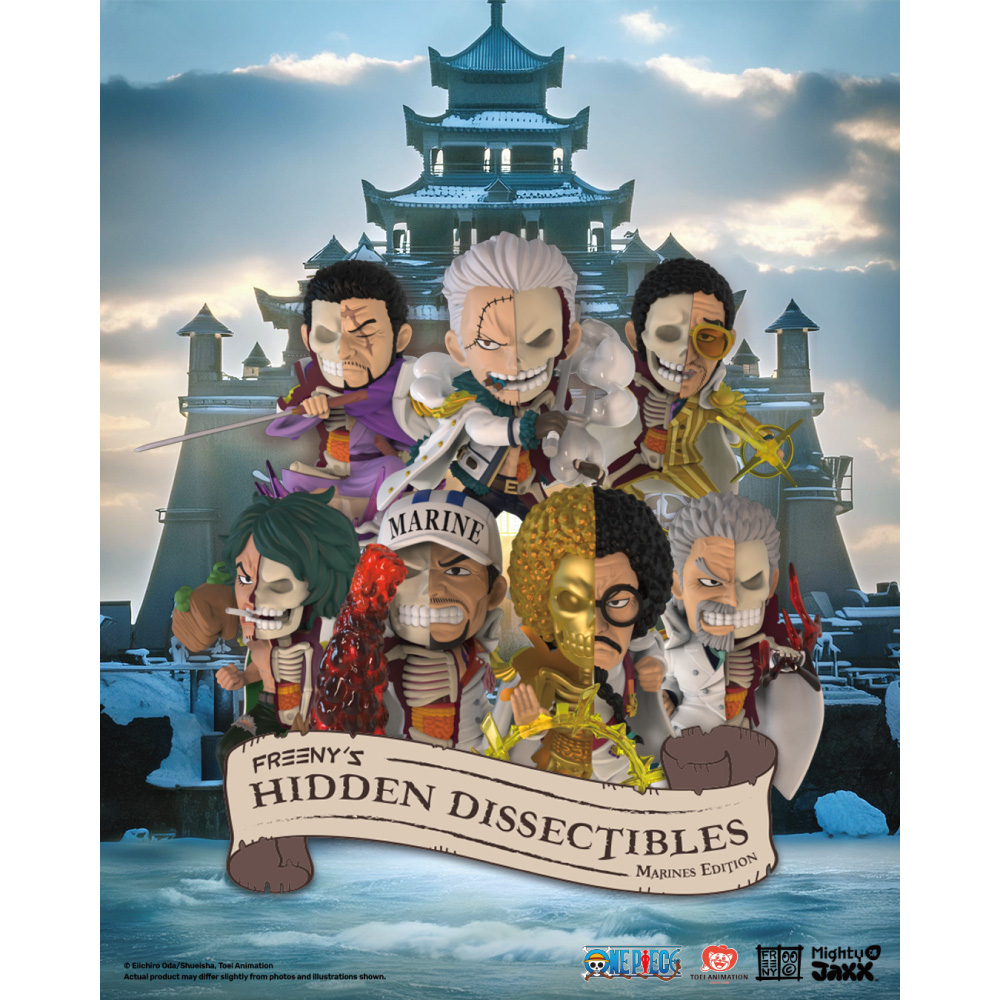 MARINE
FREENY'S
HIDDEN DISSECTIBLES
MARINES EDITION
© Eiichiro Oda/Shueisha, Toei Animation
Actual product may differ slightly from photos and illustrations shown.
ONE PIECE
TOEI ANIMATION
FREENY
Mighty
Jaxx